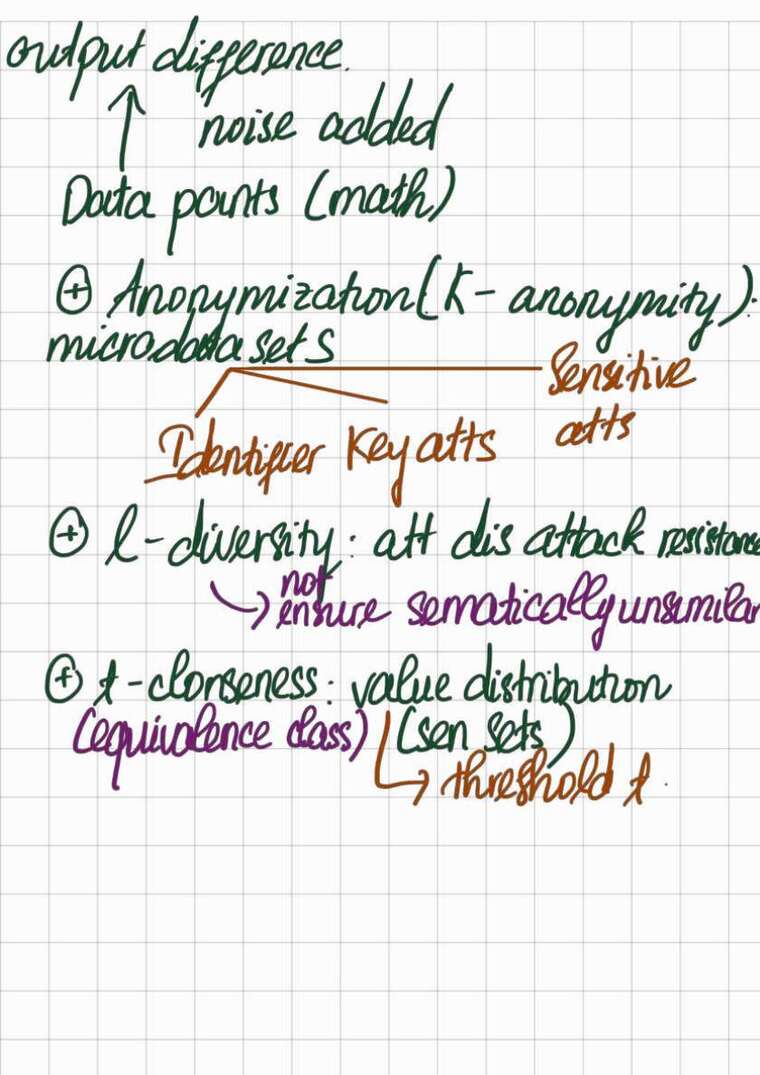 output difference.
noise added
Data points (math)
⊕ Anonymization (K-anonymity):
microdata sets
Sensitive
atts
Identifier Key atts
⊕ l-diversity: att dis attack resistance
not
ensure sematically unsimilar
⊕ t-clonseness: value distribution
(equivalence class) (sen sets)
threshold t.